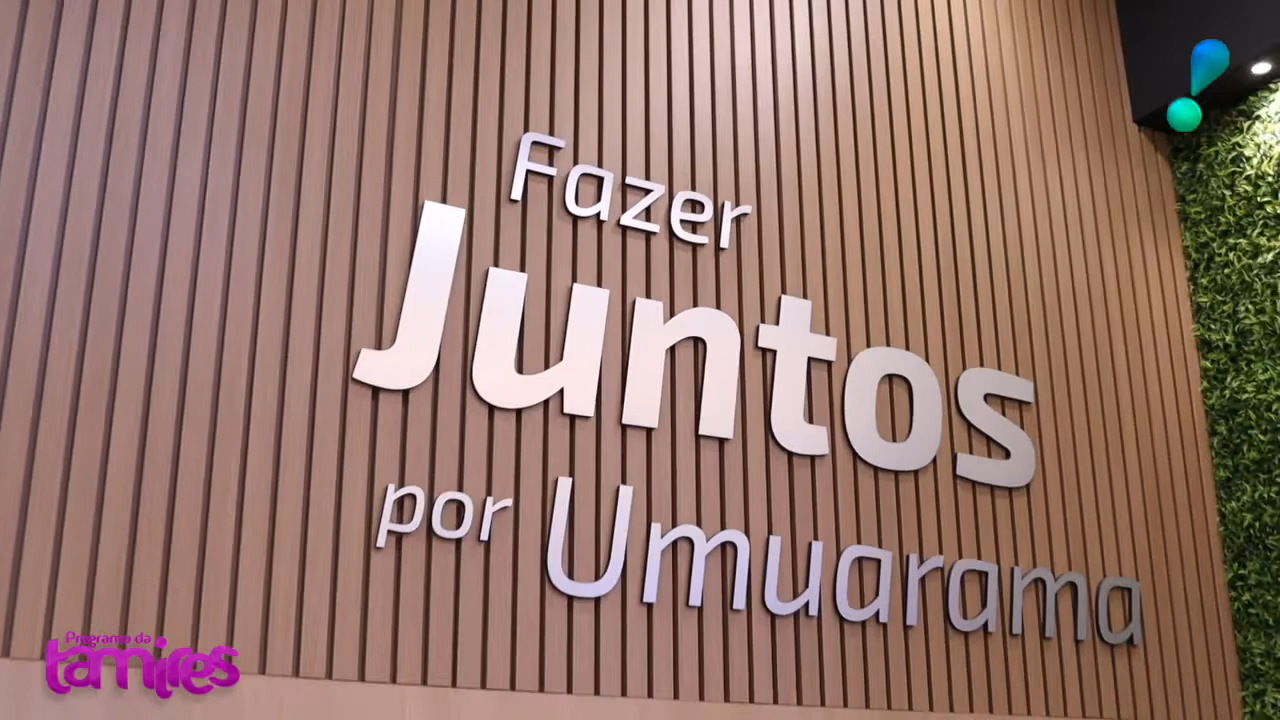 Fazer
Juntos
por Umuarama
Programa da
tamires